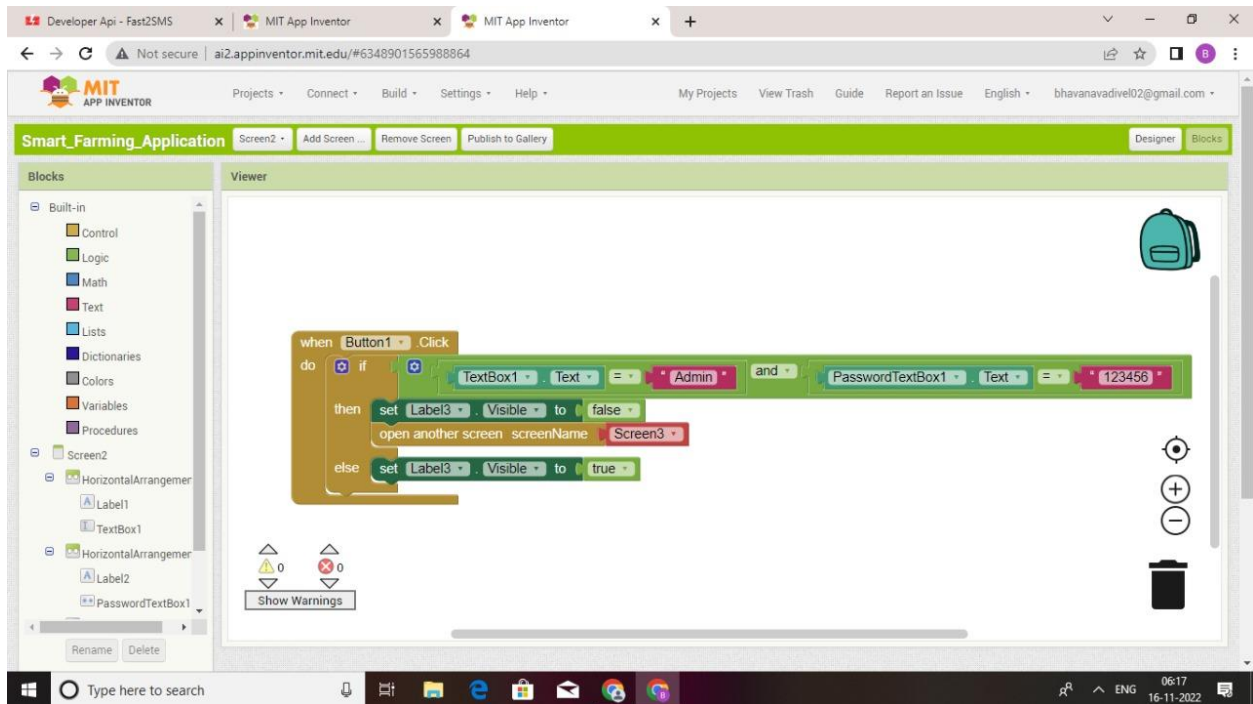 Developer Api - Fast2SMS
MIT App Inventor
MIT App Inventor
Not secure | ai2.appinventor.mit.edu/#6348901565988864
B
MIT
APP INVENTOR
Projects Connect Build Settings Help My Projects View Trash Guide Report an Issue English bhavanavadivel02@gmail.com
Smart_Farming_Application Screen2 Add Screen ... Remove Screen Publish to Gallery Designer Blocks
Blocks
Viewer
Built-in
Control
Logic
Math
Text
Lists
Dictionaries
Colors
Variables
Procedures
Screen2
HorizontalArrangemer
Label1
TextBox1
HorizontalArrangemer
Label2
PasswordTextBox1
Rename Delete
when Button1 .Click
do if TextBox1 . Text = "Admin" and PasswordTextBox1 . Text = "123456"
then set Label3 . Visible to false
open another screen screenName Screen3
else set Label3 . Visible to true
0 0
Show Warnings
Type here to search
ENG
06:17
16-11-2022